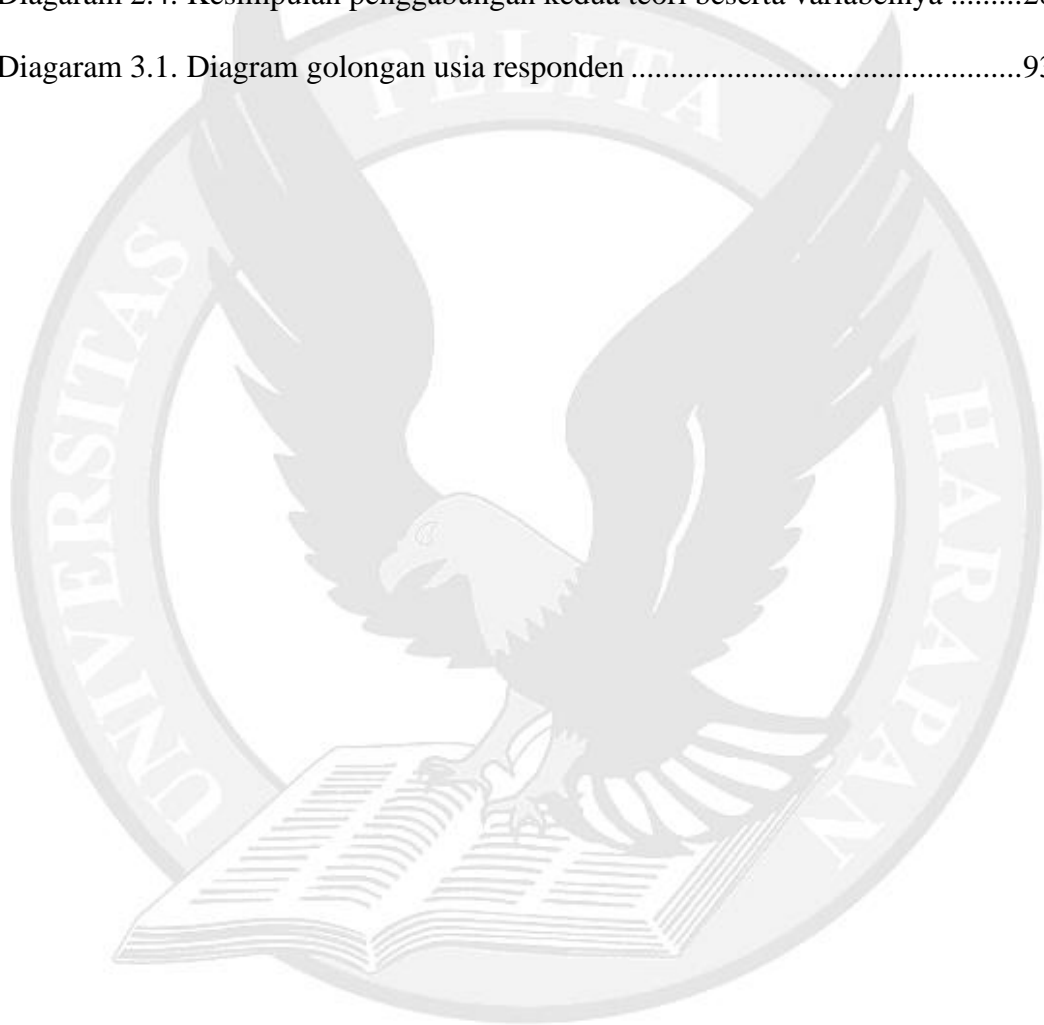 Diagaram 2.4. Kesimpulan penggabungan kedua teori beserta variabelnya .........
Diagaram 3.1. Diagram golongan usia responden ............................................93
UNIVERSITAS PELITA HARAPAN